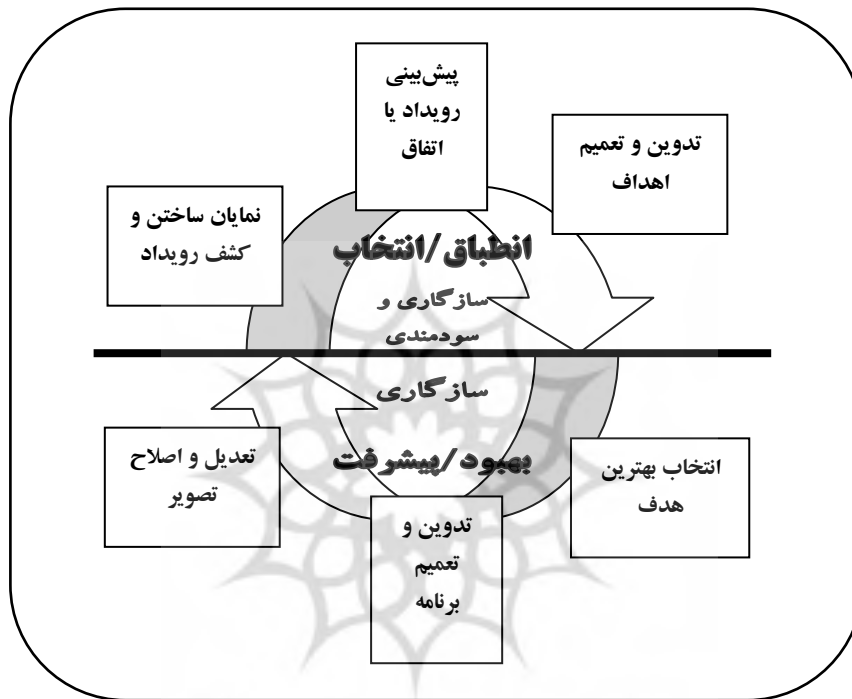 پیش‌بینی
رویداد یا
اتفاق
تدوین و تعمیم
اهداف
نمایان ساختن و
کشف رویداد
انطباق/انتخاب
سازگاری و
سودمندی
سازگاری
بهبود/پیشرفت
تعدیل و اصلاح
تصویر
انتخاب بهترین
هدف
تدوین و
تعمیم
برنامه